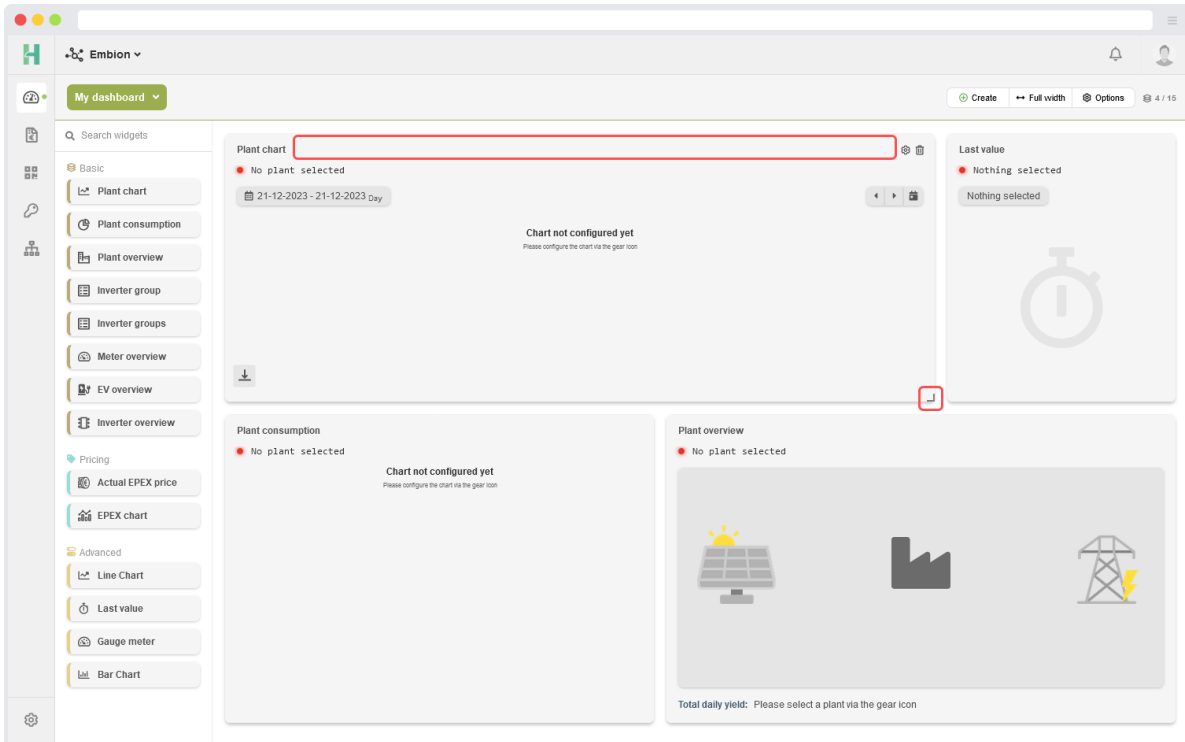 Embion
My dashboard
Create
Full width
Options
4 / 15
Search widgets
Basic
Plant chart
Plant consumption
Plant overview
Inverter group
Inverter groups
Meter overview
EV overview
Inverter overview
Pricing
Actual EPEX price
EPEX chart
Advanced
Line Chart
Last value
Gauge meter
Bar Chart
Plant chart
No plant selected
21-12-2023 - 21-12-2023 Day
Chart not configured yet
Please configure the chart via the gear icon
Last value
Nothing selected
Nothing selected
Plant consumption
No plant selected
Chart not configured yet
Please configure the chart via the gear icon
Plant overview
No plant selected
Total daily yield: Please select a plant via the gear icon